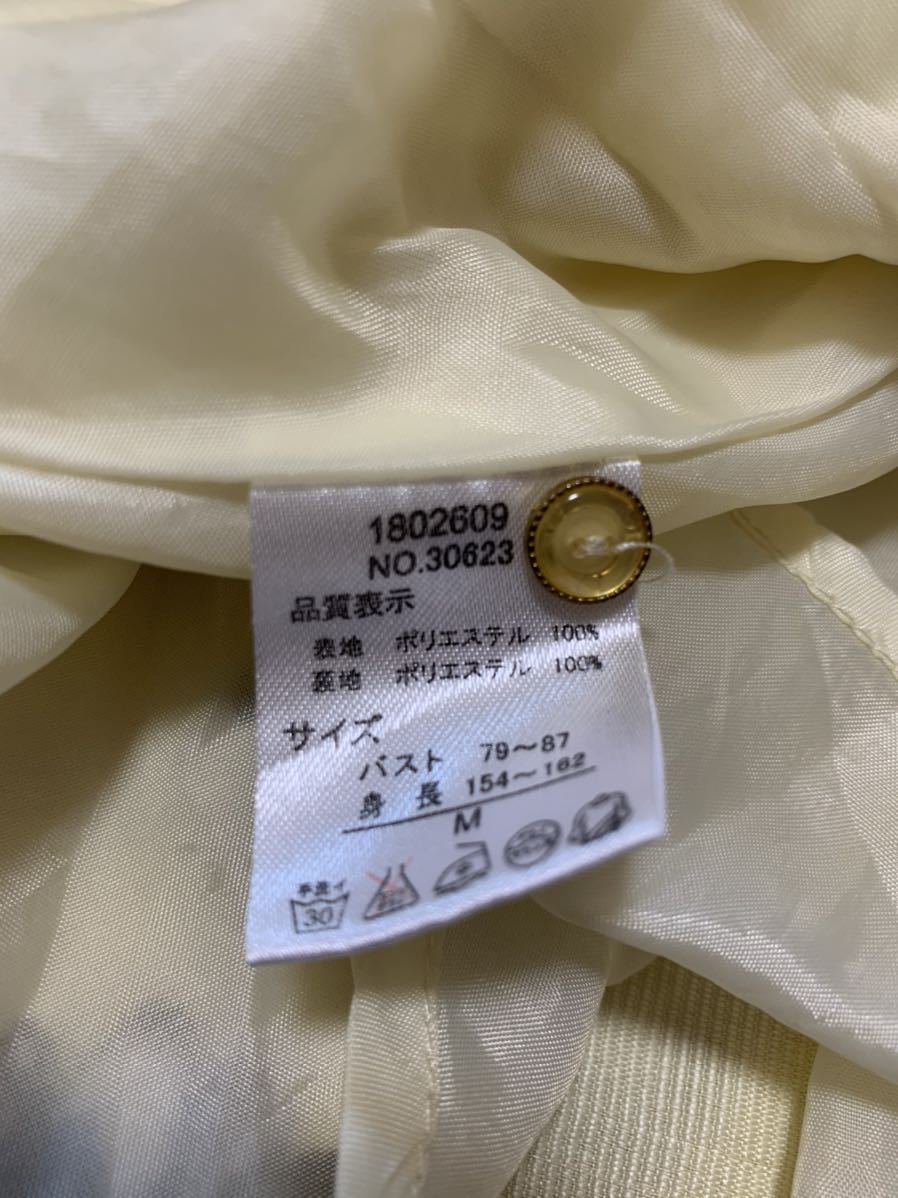 1802609
NO.30623
品質表示
表地 ポリエステル 100%
裏地 ポリエステル 100%
サイズ
バスト 79～87
身長 154～162
M
手洗イ
30